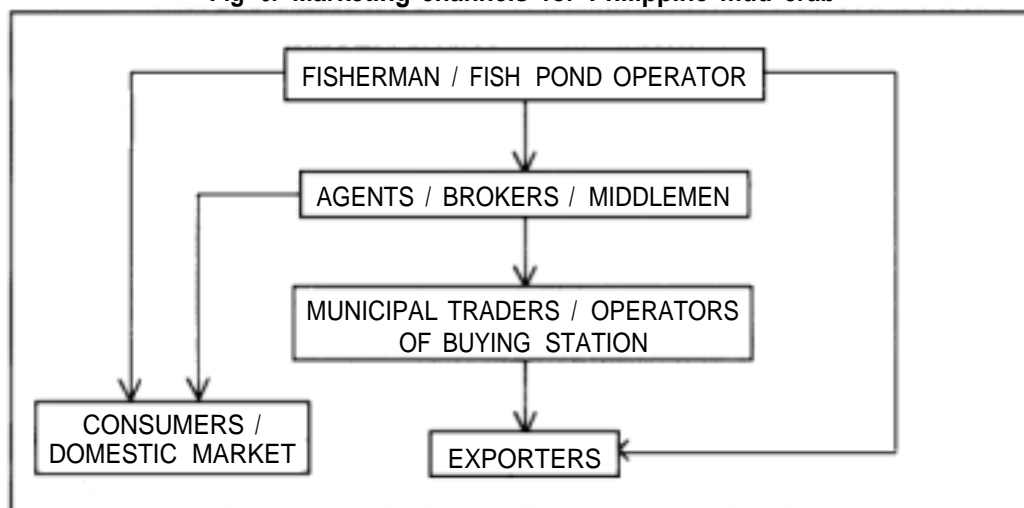 FISHERMAN / FISH POND OPERATOR
AGENTS / BROKERS / MIDDLEMEN
MUNICIPAL TRADERS / OPERATORS
OF BUYING STATION
CONSUMERS /
DOMESTIC MARKET
EXPORTERS